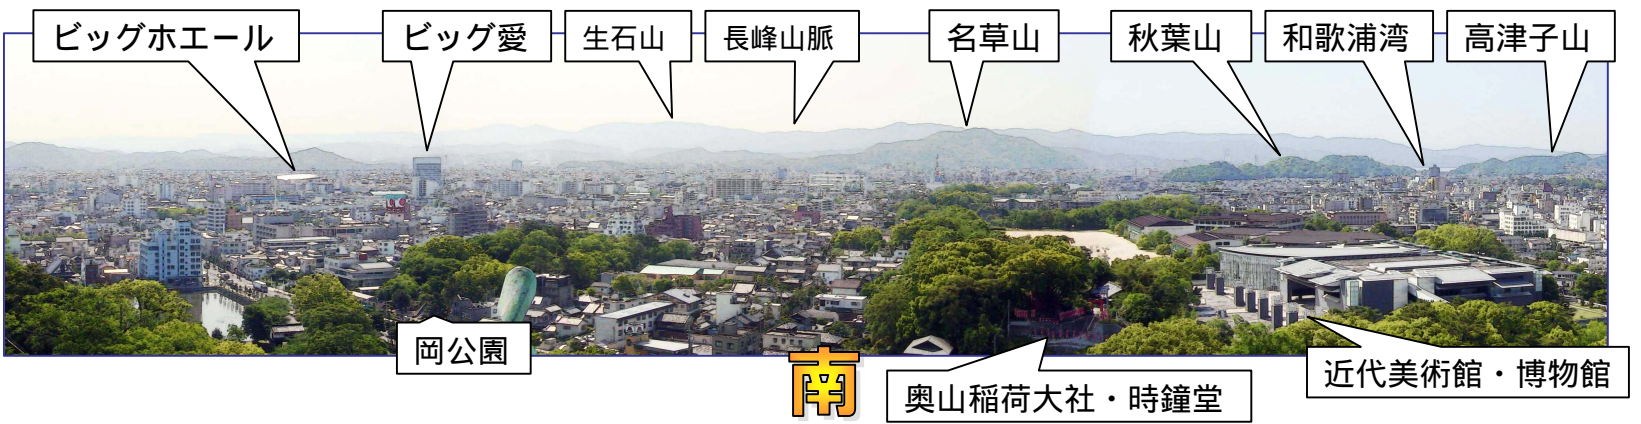 ビッグホエール
ビッグ愛
生石山
長峰山脈
名草山
秋葉山
和歌浦湾
高津子山
岡公園
南
奥山稲荷大社・時鐘堂
近代美術館・博物館